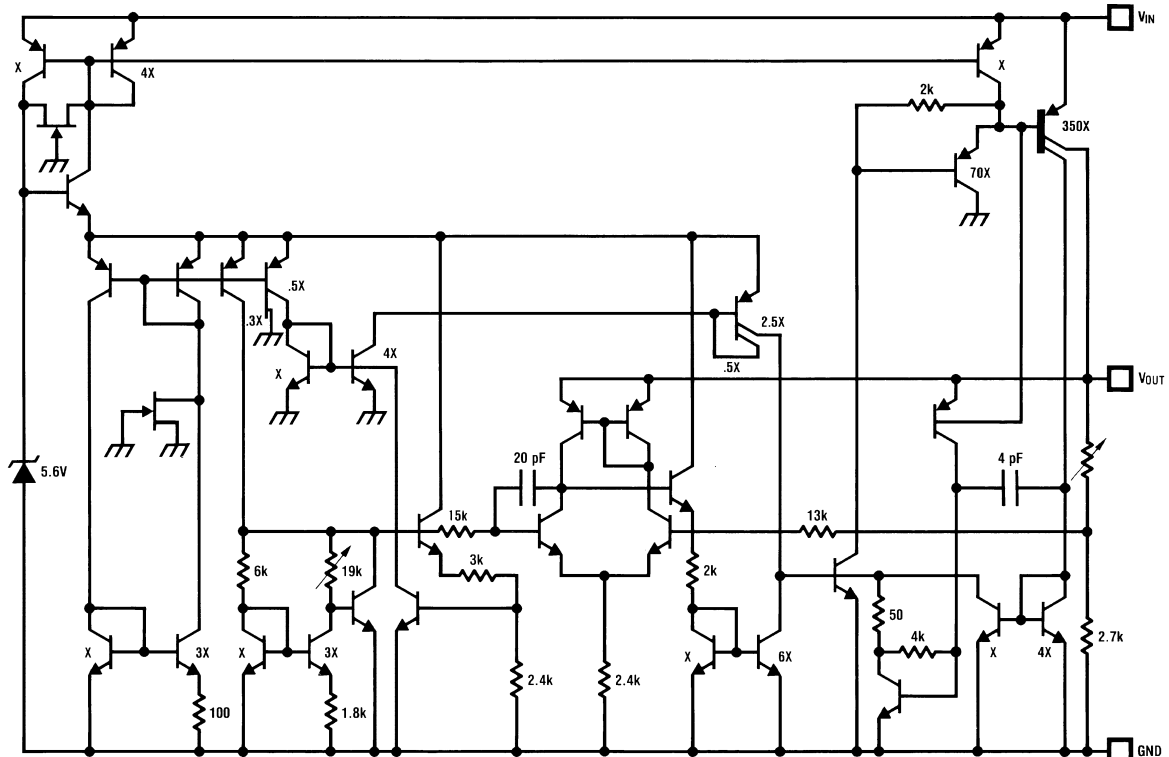 VIN
X
4X
X
2k
350X
70X
.5X
.3X
4X
2.5X
X
.5X
VOUT
5.6V
20 pF
4 pF
15k
13k
3k
6k
19k
2k
50
4k
2.7k
X
3X
X
3X
X
6X
X
4X
2.4k
2.4k
100
1.8k
GND